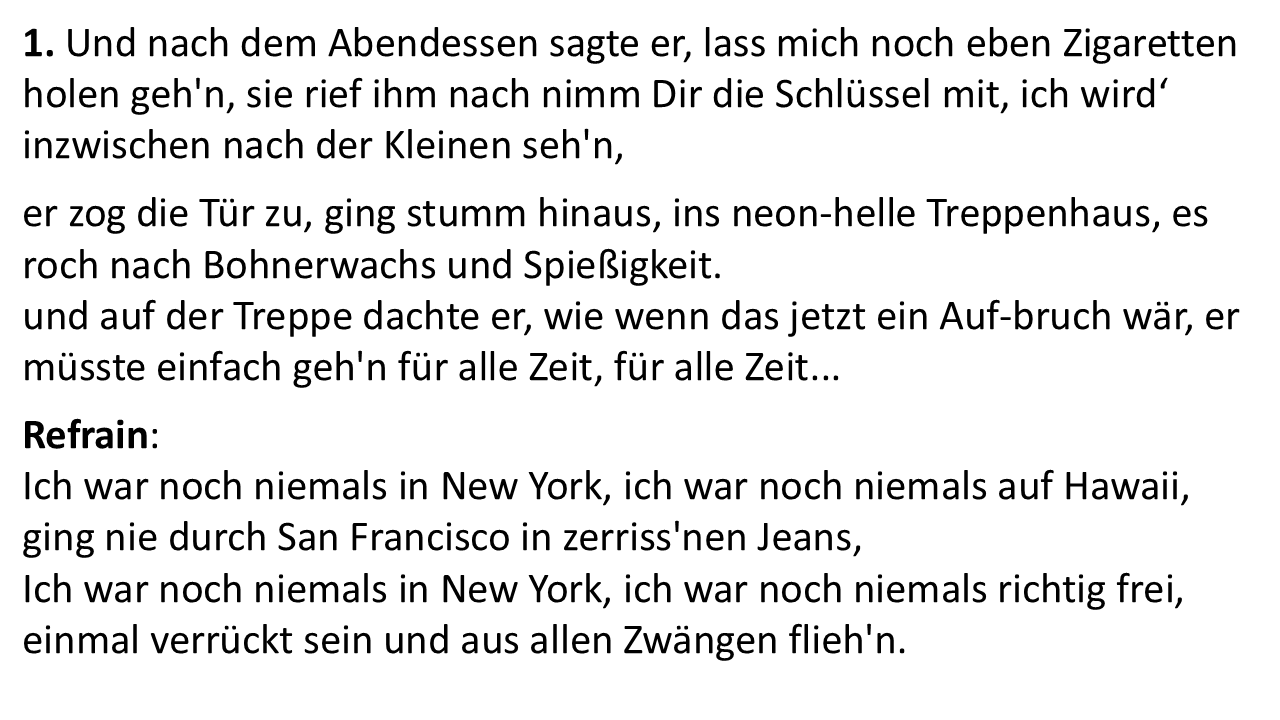 1. Und nach dem Abendessen sagte er, lass mich noch eben Zigaretten
holen geh'n, sie rief ihm nach nimm Dir die Schlüssel mit, ich wird‘
inzwischen nach der Kleinen seh'n,
er zog die Tür zu, ging stumm hinaus, ins neon-helle Treppenhaus, es
roch nach Bohnerwachs und Spießigkeit.
und auf der Treppe dachte er, wie wenn das jetzt ein Auf-bruch wär, er
müsste einfach geh'n für alle Zeit, für alle Zeit...
Refrain:
Ich war noch niemals in New York, ich war noch niemals auf Hawaii,
ging nie durch San Francisco in zerriss'nen Jeans,
Ich war noch niemals in New York, ich war noch niemals richtig frei,
einmal verrückt sein und aus allen Zwängen flieh'n.